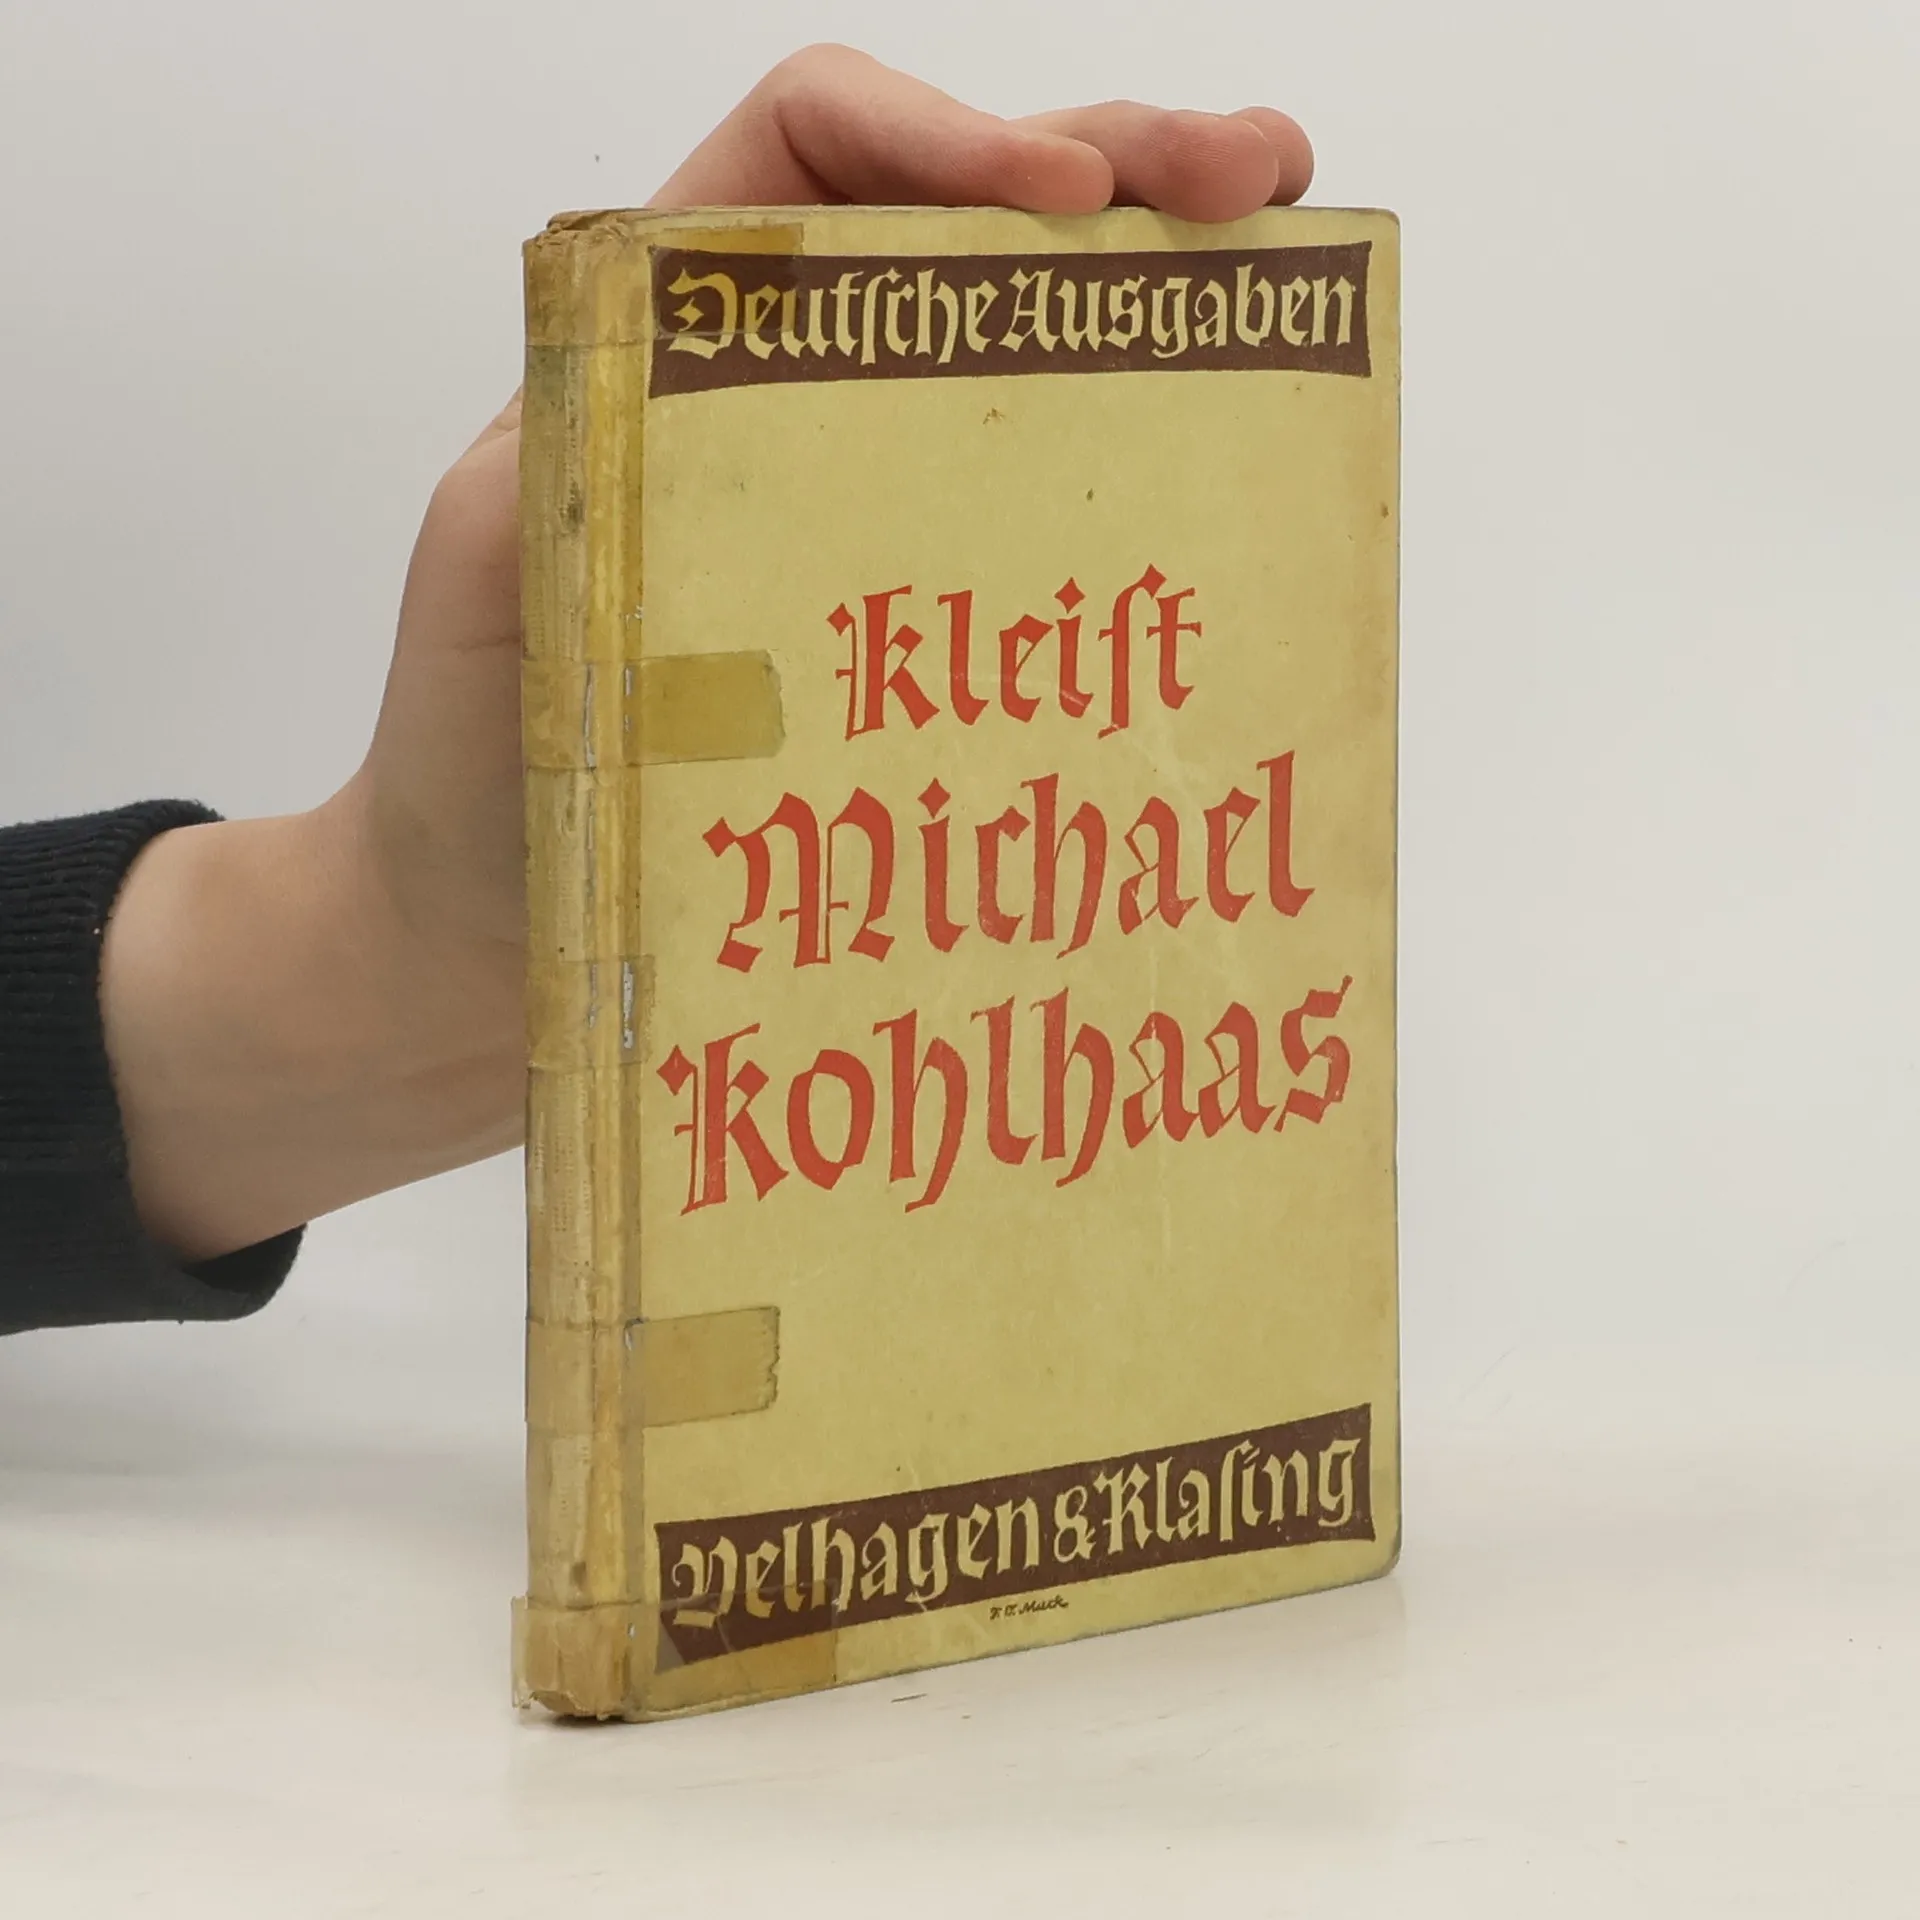 Deutſche Ausgaben
Kleiſt
Michael
Kohlhaas
Velhagen & Klaſing